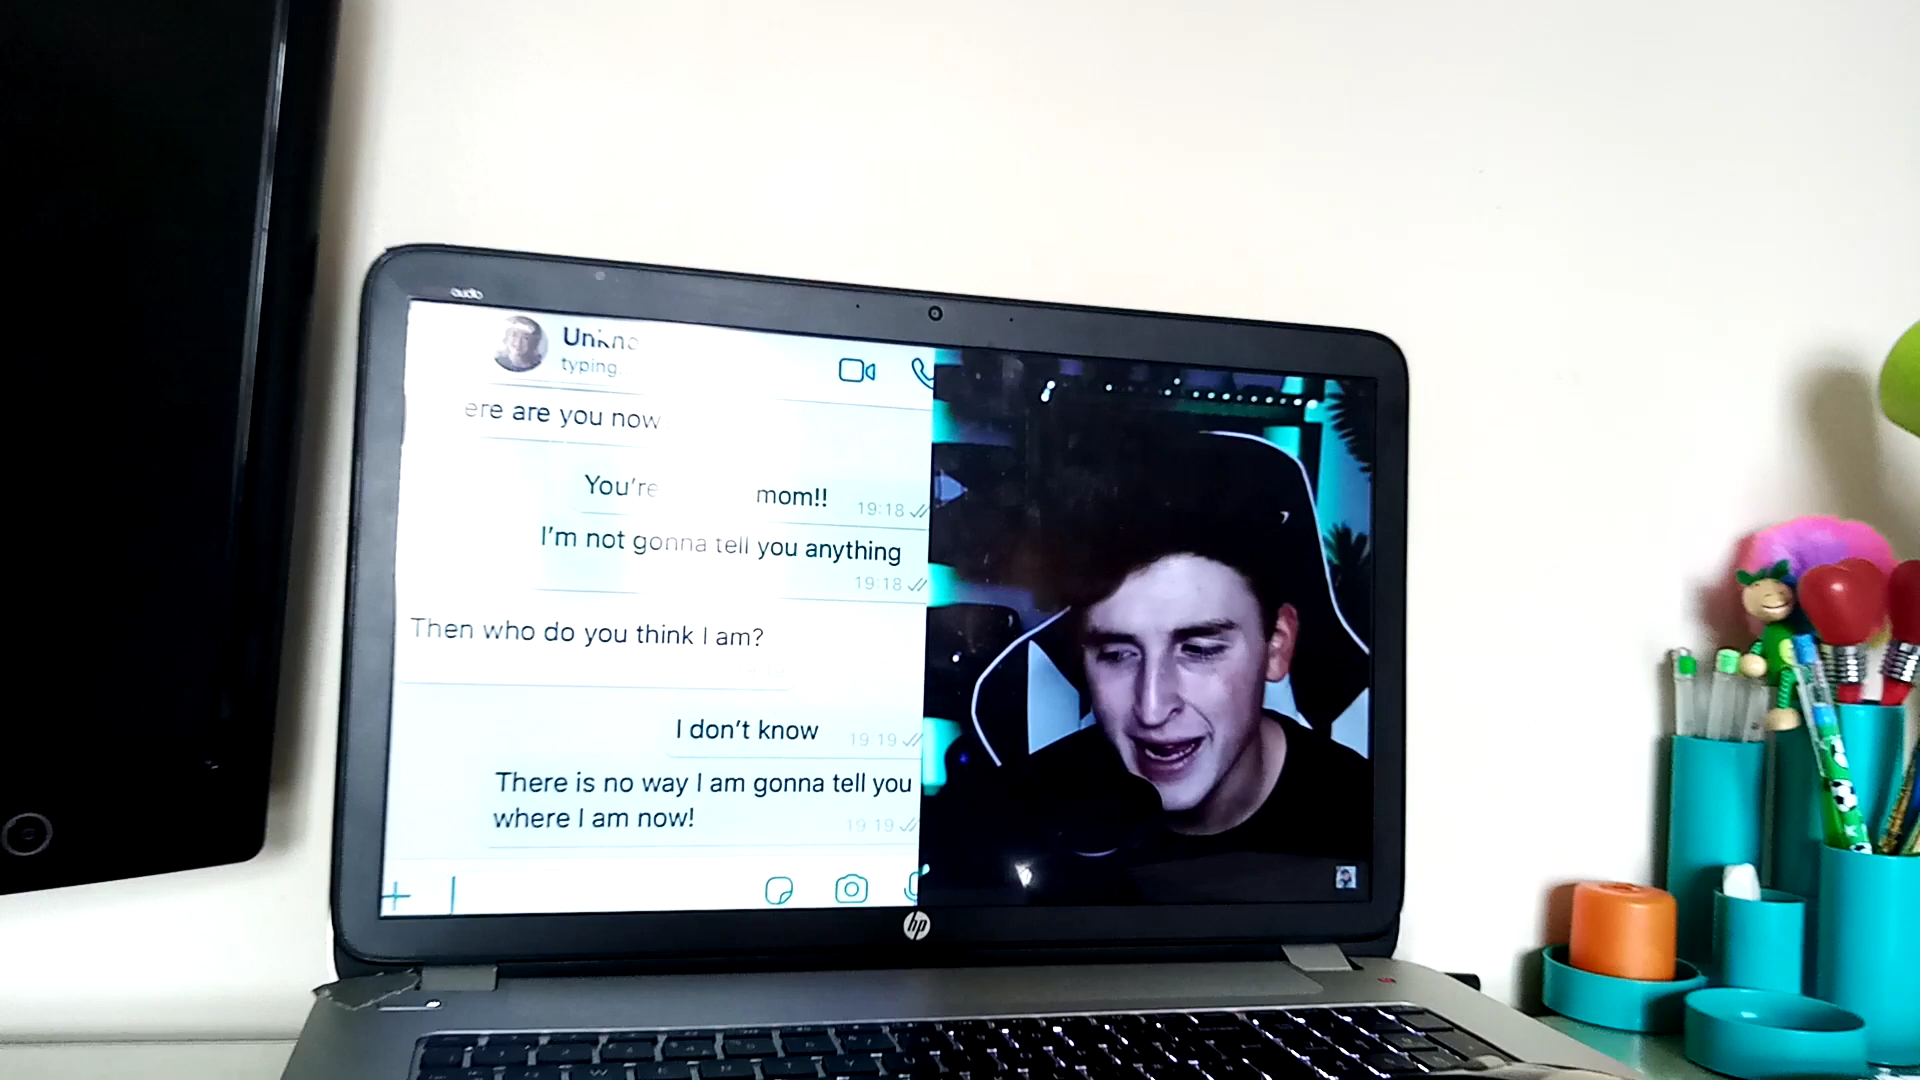 audio
typing
are you now
You're mom!!
19:18
I'm not gonna tell you anything
19:18
Then who do you think I am?
I don't know
19:19
There is no way I am gonna tell you
where I am now!
19:19
hp